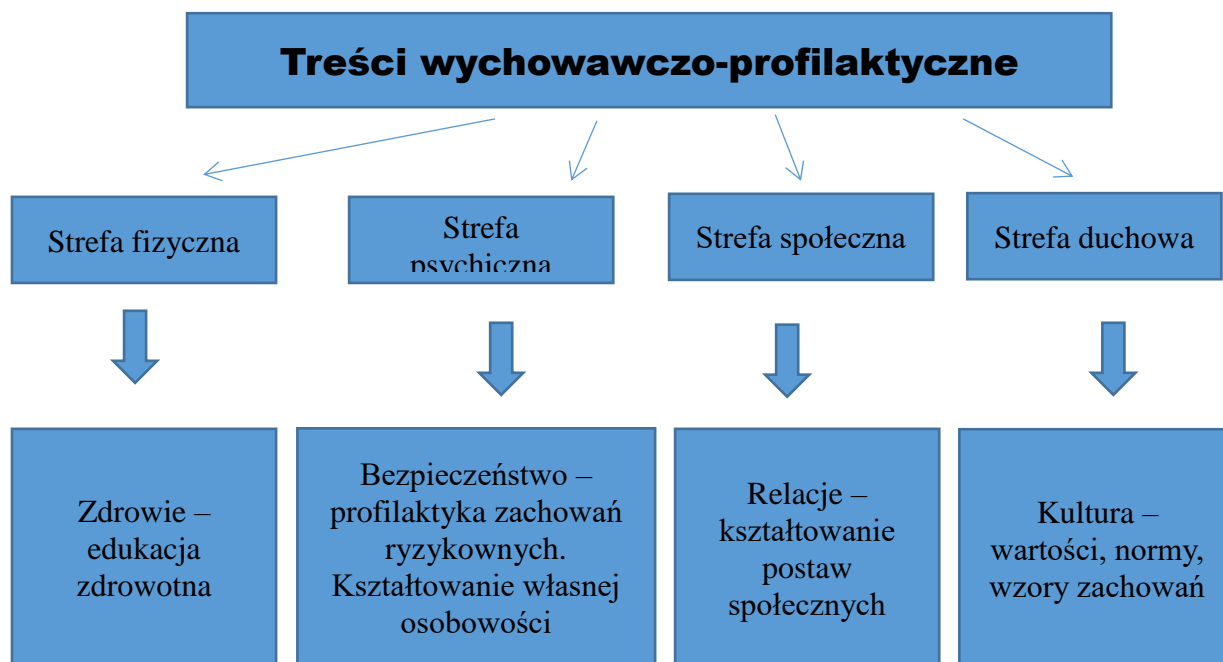 Treści wychowawczo-profilaktyczne
Strefa fizyczna
Strefa
psychiczna
Strefa społeczna
Strefa duchowa
Zdrowie –
edukacja
zdrowotna
Bezpieczeństwo –
profilaktyka zachowań
ryzykownych.
Kształtowanie własnej
osobowości
Relacje –
kształtowanie
postaw
społecznych
Kultura –
wartości, normy,
wzory zachowań